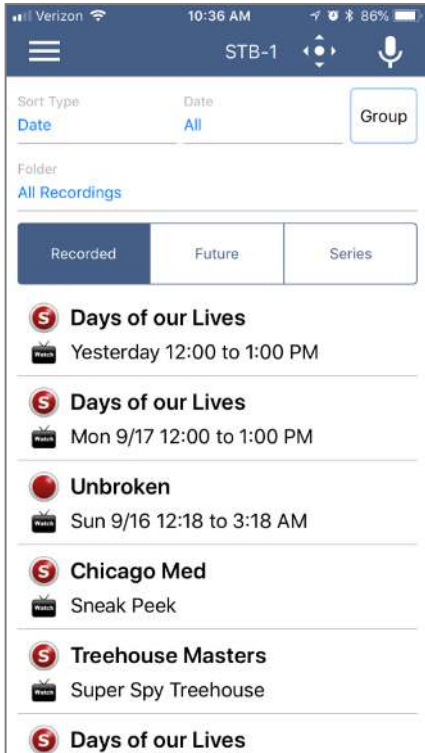 Verizon 10:36 AM 86%
STB-1
Sort Type Date
Date All Group
Folder
All Recordings
Recorded Future Series
S Days of our Lives
Watch Yesterday 12:00 to 1:00 PM
S Days of our Lives
Watch Mon 9/17 12:00 to 1:00 PM
Unbroken
Watch Sun 9/16 12:18 to 3:18 AM
S Chicago Med
Watch Sneak Peek
S Treehouse Masters
Watch Super Spy Treehouse
S Days of our Lives